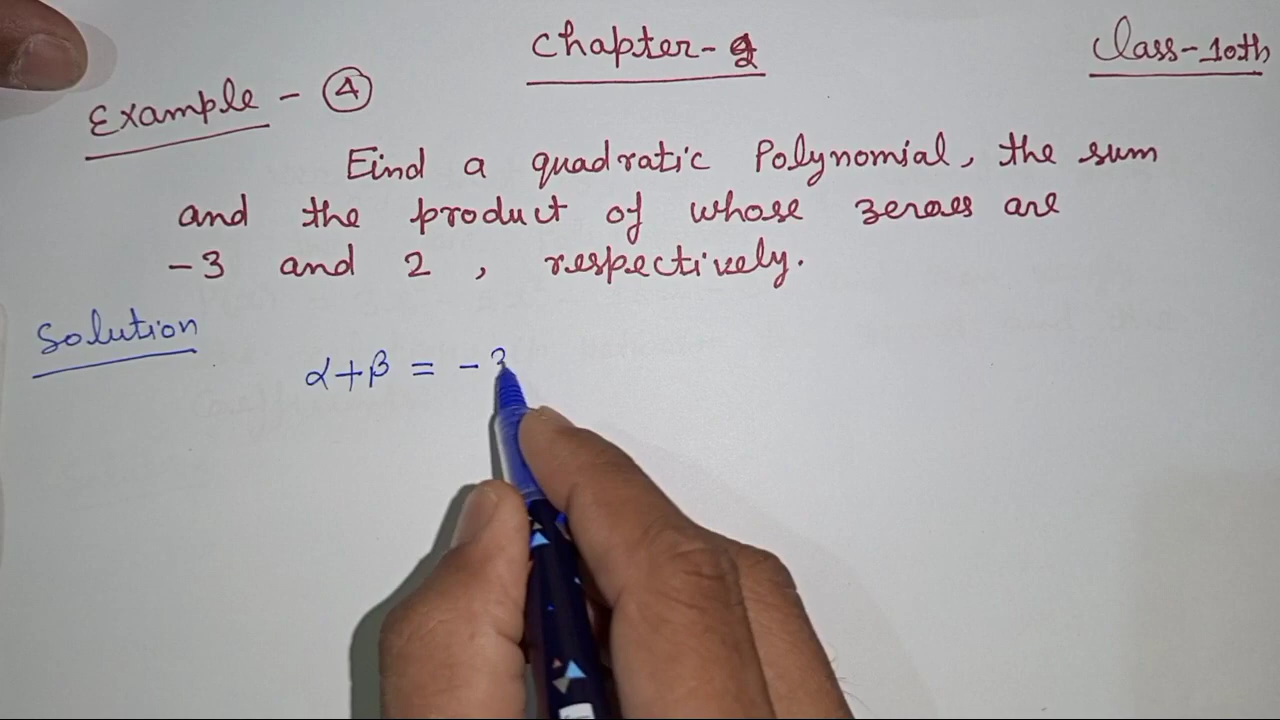 Chapter-2
Class-10th
Example - 4
Find a quadratic Polynomial, the sum
and the product of whose zeroes are
-3 and 2 , respectively.
Solution
α+β = -3